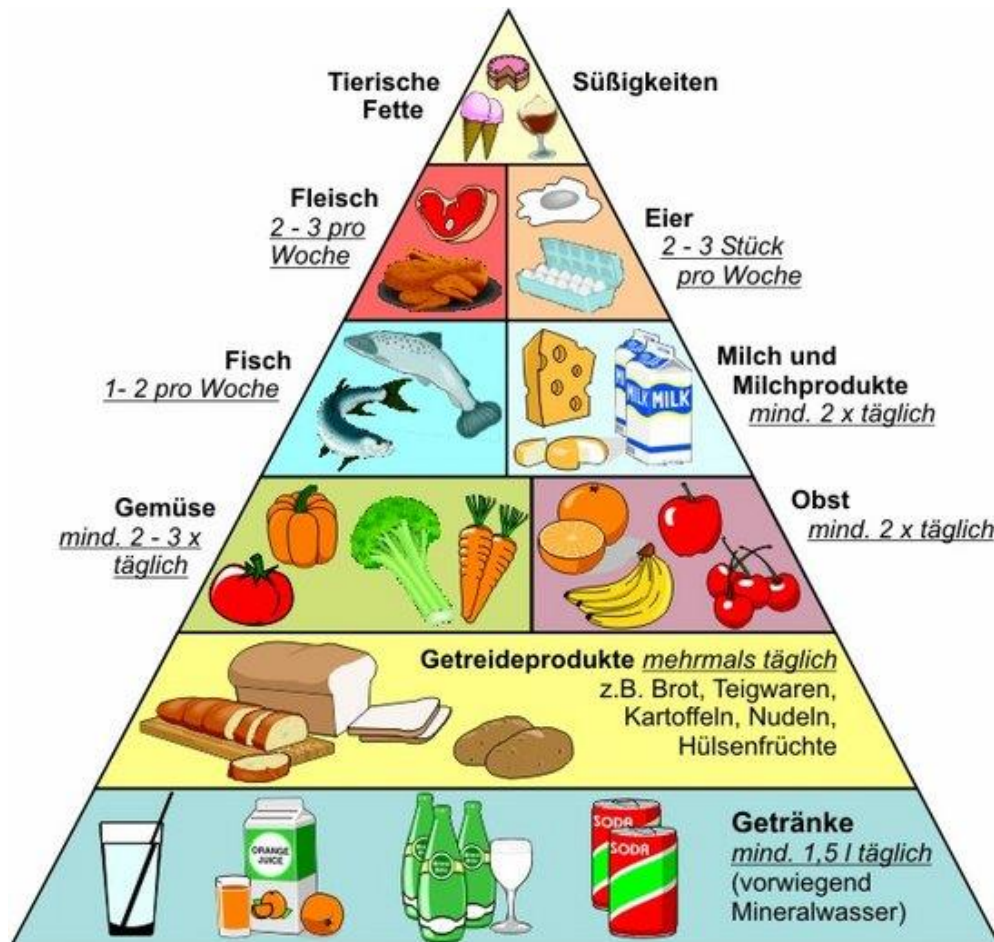 Tierische
Fette
Süßigkeiten
Fleisch
2 - 3 pro
Woche
Eier
2 - 3 Stück
pro Woche
Fisch
1- 2 pro Woche
Milch und
Milchprodukte
mind. 2 x täglich
MILK
MILK
Gemüse
mind. 2 - 3 x
täglich
Obst
mind. 2 x täglich
Getreideprodukte mehrmals täglich
z.B. Brot, Teigwaren,
Kartoffeln, Nudeln,
Hülsenfrüchte
ORANGE
JUICE
SODA
SODA
Getränke
mind. 1,5 l täglich
(vorwiegend
Mineralwasser)